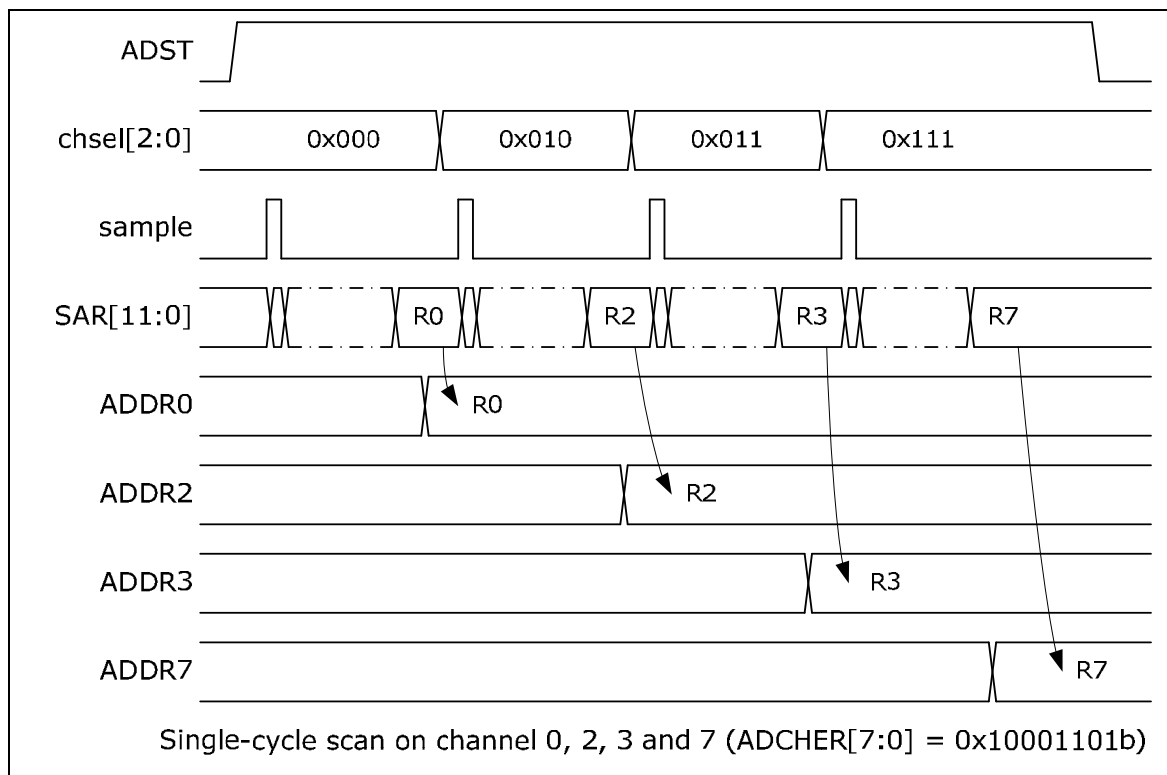 ADST
chsel[2:0] 0x000 0x010 0x011 0x111
sample
SAR[11:0] R0 R2 R3 R7
ADDR0 R0
ADDR2 R2
ADDR3 R3
ADDR7 R7
Single-cycle scan on channel 0, 2, 3 and 7 (ADCHER[7:0] = 0x10001101b)